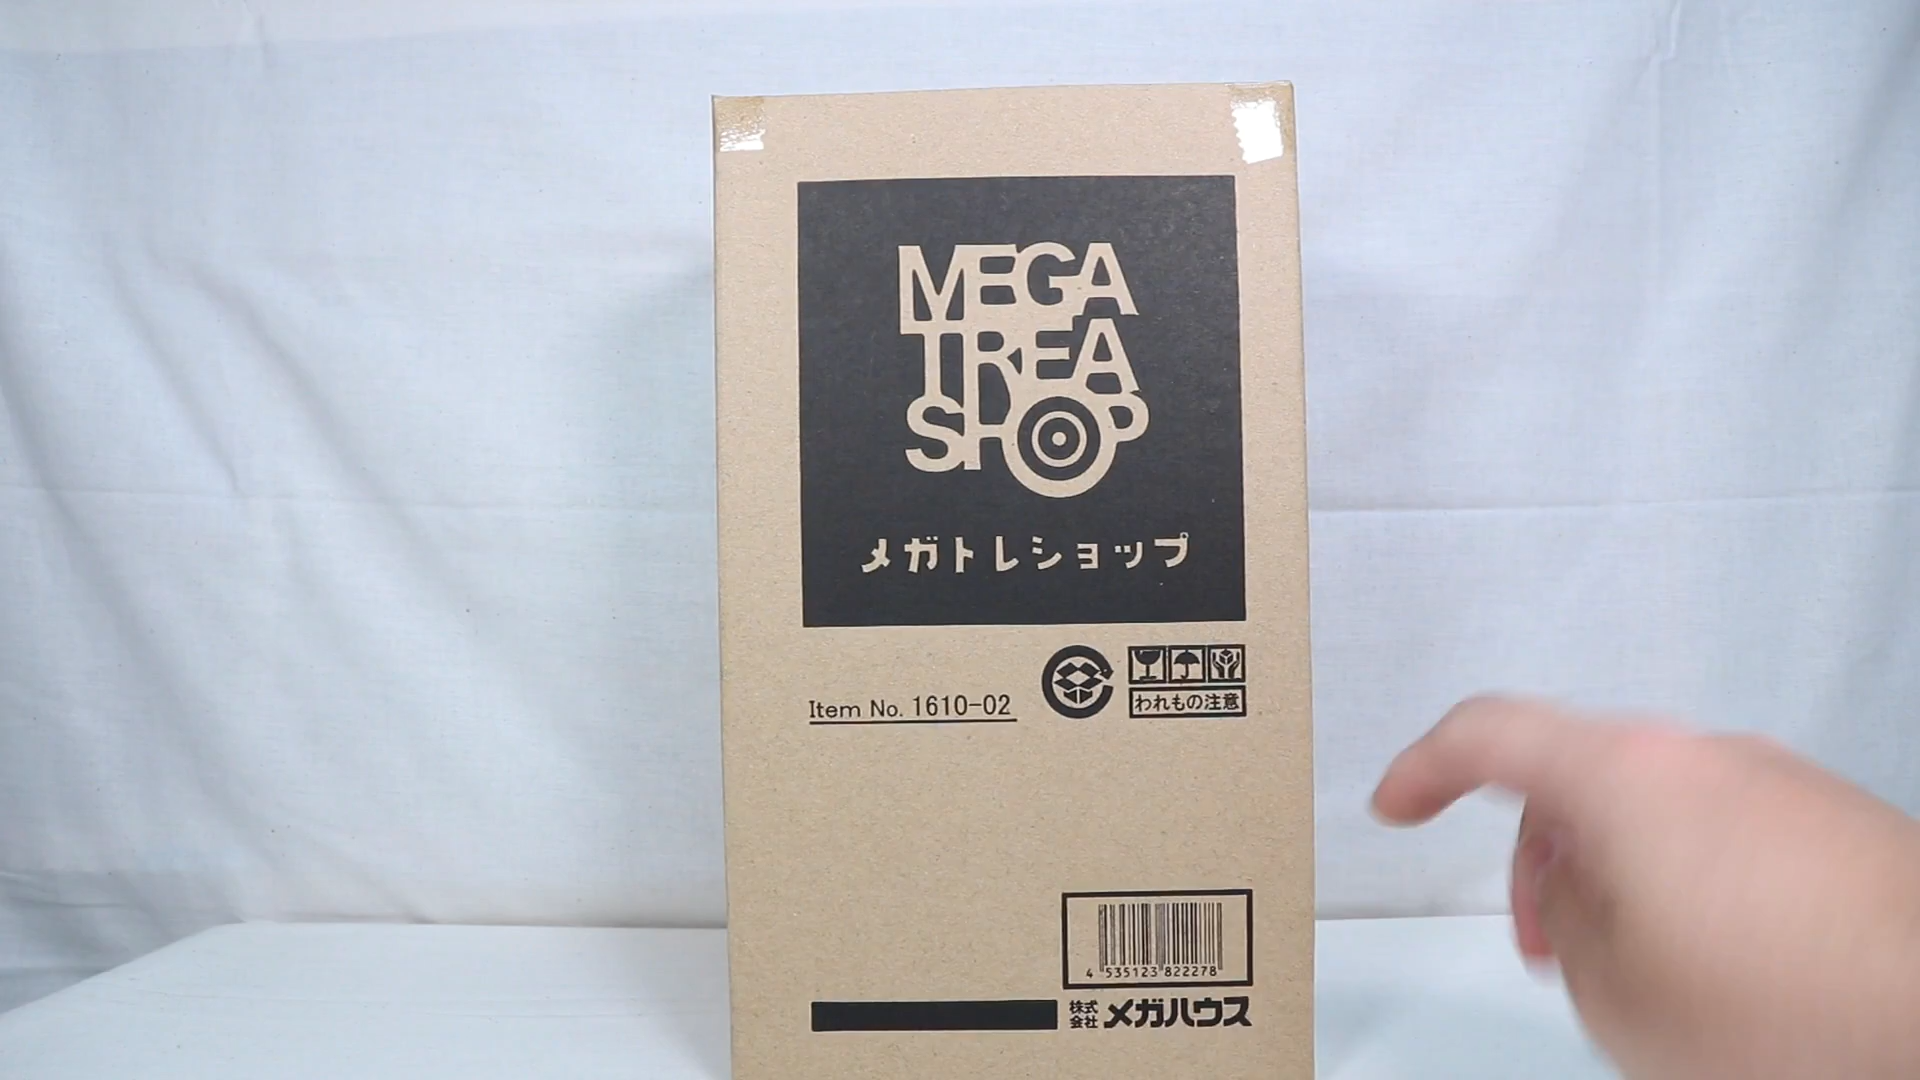 MEGA
TREA
SHOP
メガトレショップ
Item No. 1610-02
われもの注意
4 535123 822278
株式会社 メガハウス